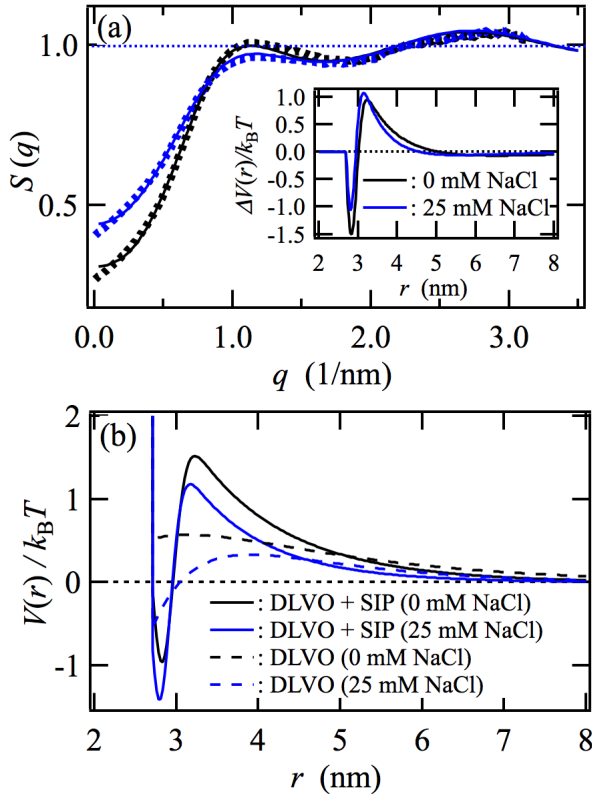 (a)
S(q)
1.0
0.5
ΔV(r)/k_BT
1.0
0.5
0.0
-0.5
-1.0
-1.5
: 0 mM NaCl
: 25 mM NaCl
2 3 4 5 6 7 8
r (nm)
0.0 1.0 2.0 3.0
q (1/nm)
(b)
V(r) / k_BT
2
1
0
-1
: DLVO + SIP (0 mM NaCl)
: DLVO + SIP (25 mM NaCl)
: DLVO (0 mM NaCl)
: DLVO (25 mM NaCl)
2 3 4 5 6 7 8
r (nm)